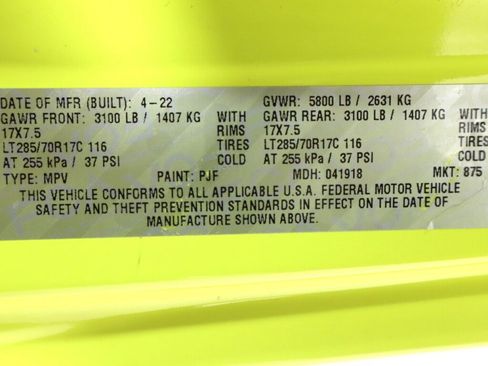 DATE OF MFR (BUILT): 4-22 GVWR: 5800 LB / 2631 KG
GAWR FRONT: 3100 LB / 1407 KG WITH GAWR REAR: 3100 LB / 1407 KG WITH
17X7.5 RIMS 17X7.5 RIMS
LT285/70R17C 116 TIRES LT285/70R17C 116 TIRES
AT 255 kPa / 37 PSI COLD AT 255 kPa / 37 PSI COLD
TYPE: MPV PAINT: PJF MDH: 041918 MKT: 875
THIS VEHICLE CONFORMS TO ALL APPLICABLE U.S.A. FEDERAL MOTOR VEHICLE
SAFETY AND THEFT PREVENTION STANDARDS IN EFFECT ON THE DATE OF
MANUFACTURE SHOWN ABOVE.